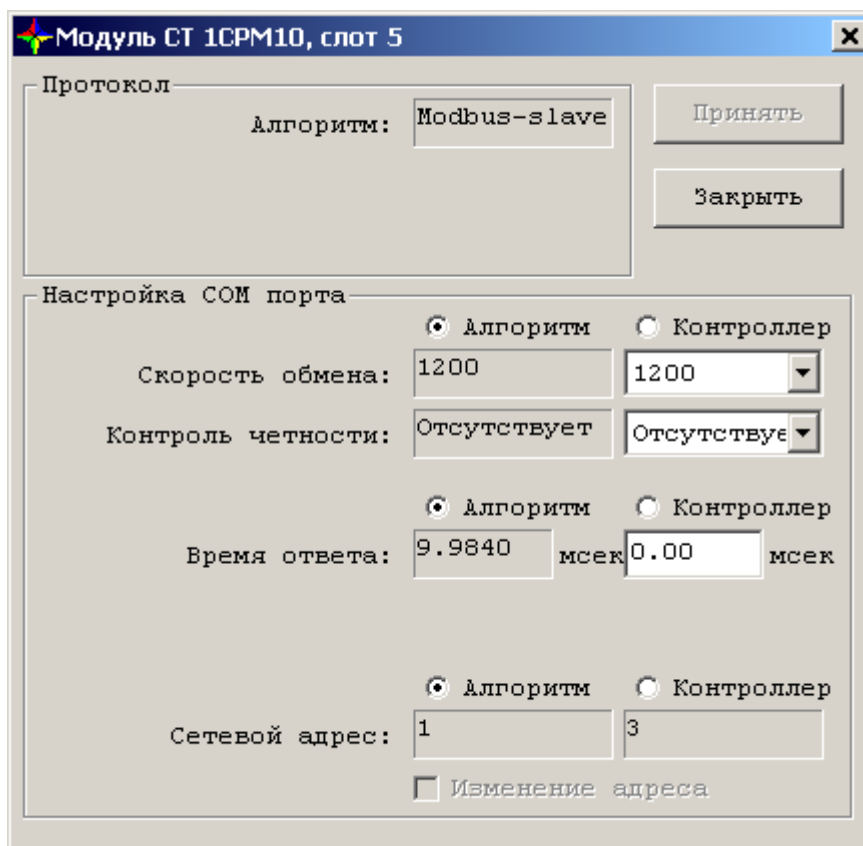 Модуль СТ 1СРМ10, слот 5
Протокол
Алгоритм: Modbus-slave
Принять
Закрыть
Настройка COM порта
Алгоритм Контроллер
Скорость обмена: 1200 1200
Контроль четности: Отсутствует Отсутствуе
Алгоритм Контроллер
Время ответа: 9.9840 мсек 0.00 мсек
Алгоритм Контроллер
Сетевой адрес: 1 3
Изменение адреса